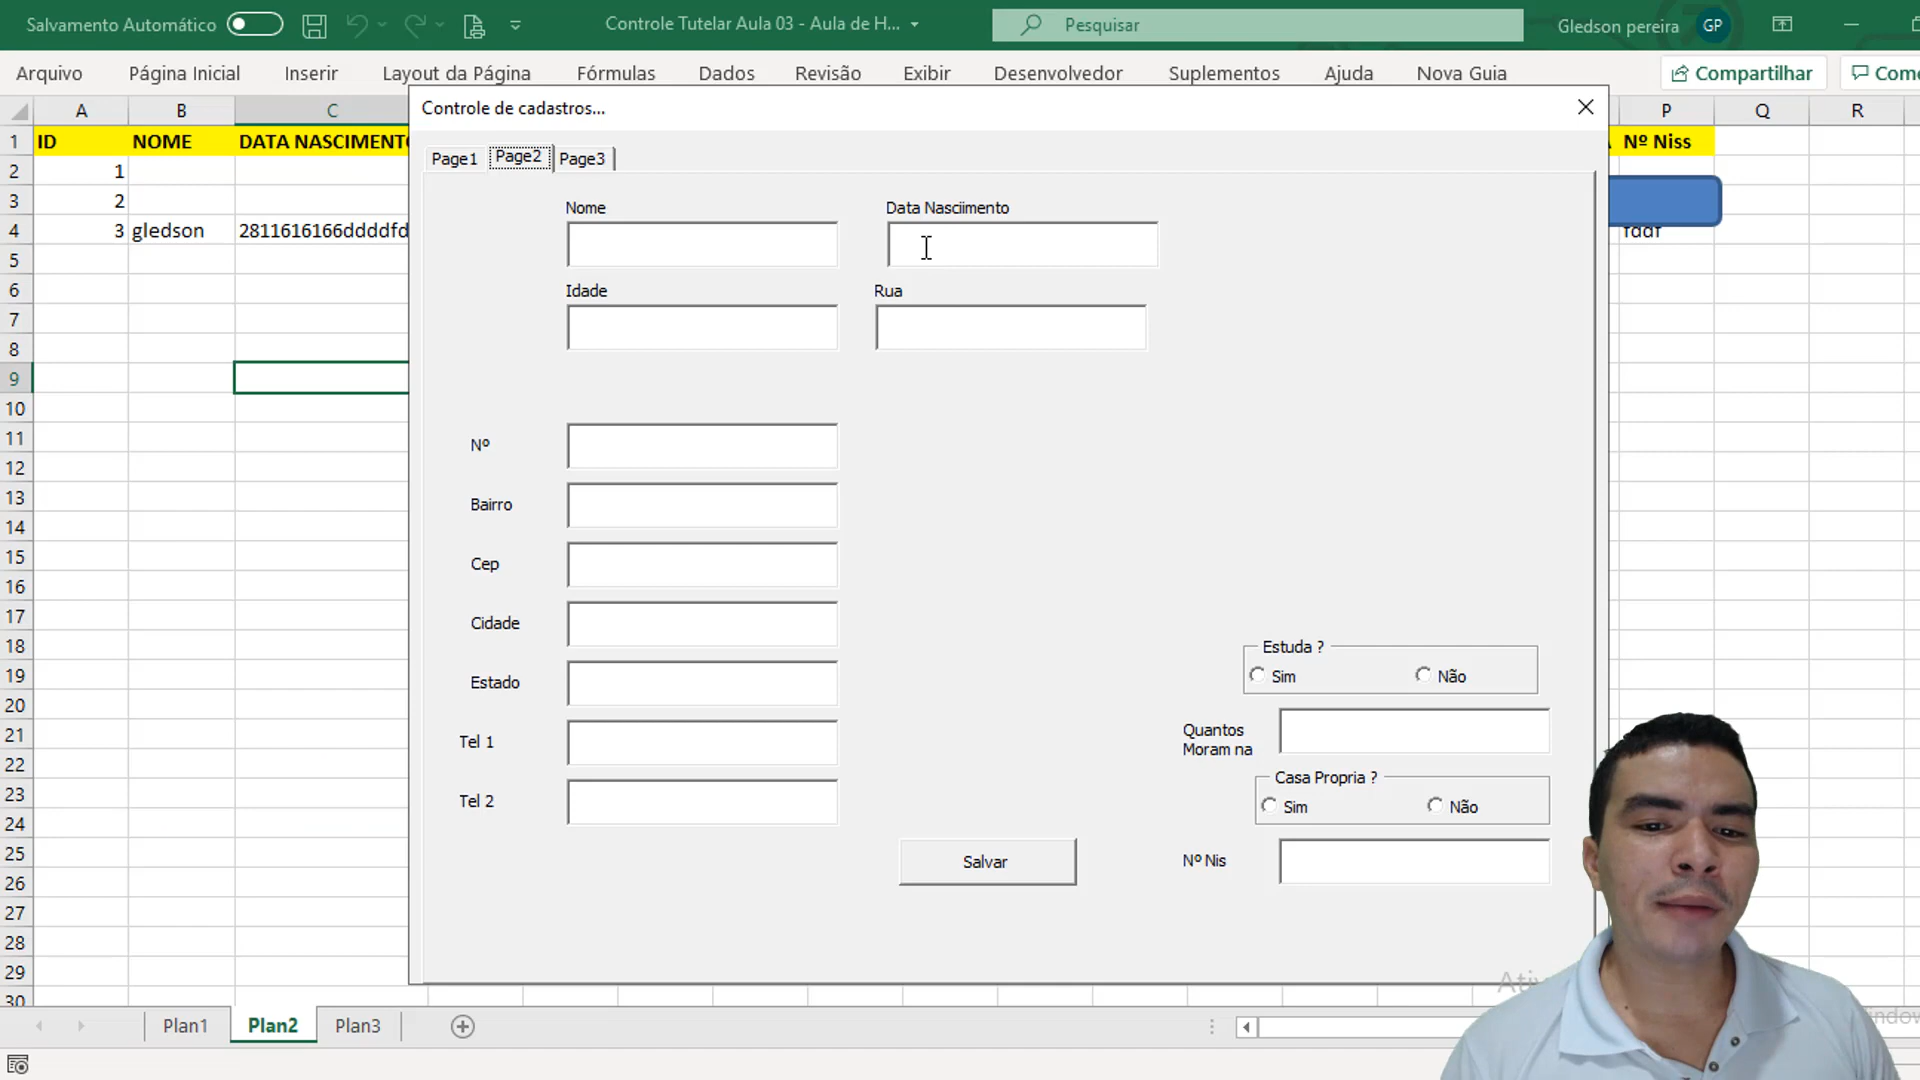 Salvamento Automático
Controle Tutelar Aula 03 - Aula de H...
Pesquisar
Gledson pereira
GP
Arquivo
Página Inicial
Inserir
Layout da Página
Fórmulas
Dados
Revisão
Exibir
Desenvolvedor
Suplementos
Ajuda
Nova Guia
Compartilhar
Come
A B C P Q R
Controle de cadastros...
1 ID NOME DATA NASCIMENTO Nº Niss
2 1
3 2
4 3 gledson 2811616166ddddfd fddf
5
6
7
8
9
10
11
12
13
14
15
16
17
18
19
20
21
22
23
24
25
26
27
28
29
30
Page1 Page2 Page3
Nome
Data Nasciimento
Idade
Rua
Nº
Bairro
Cep
Cidade
Estado
Tel 1
Tel 2
Estuda ?
Sim Não
Quantos
Moram na
Casa Propria ?
Sim Não
Nº Nis
Salvar
Plan1 Plan2 Plan3